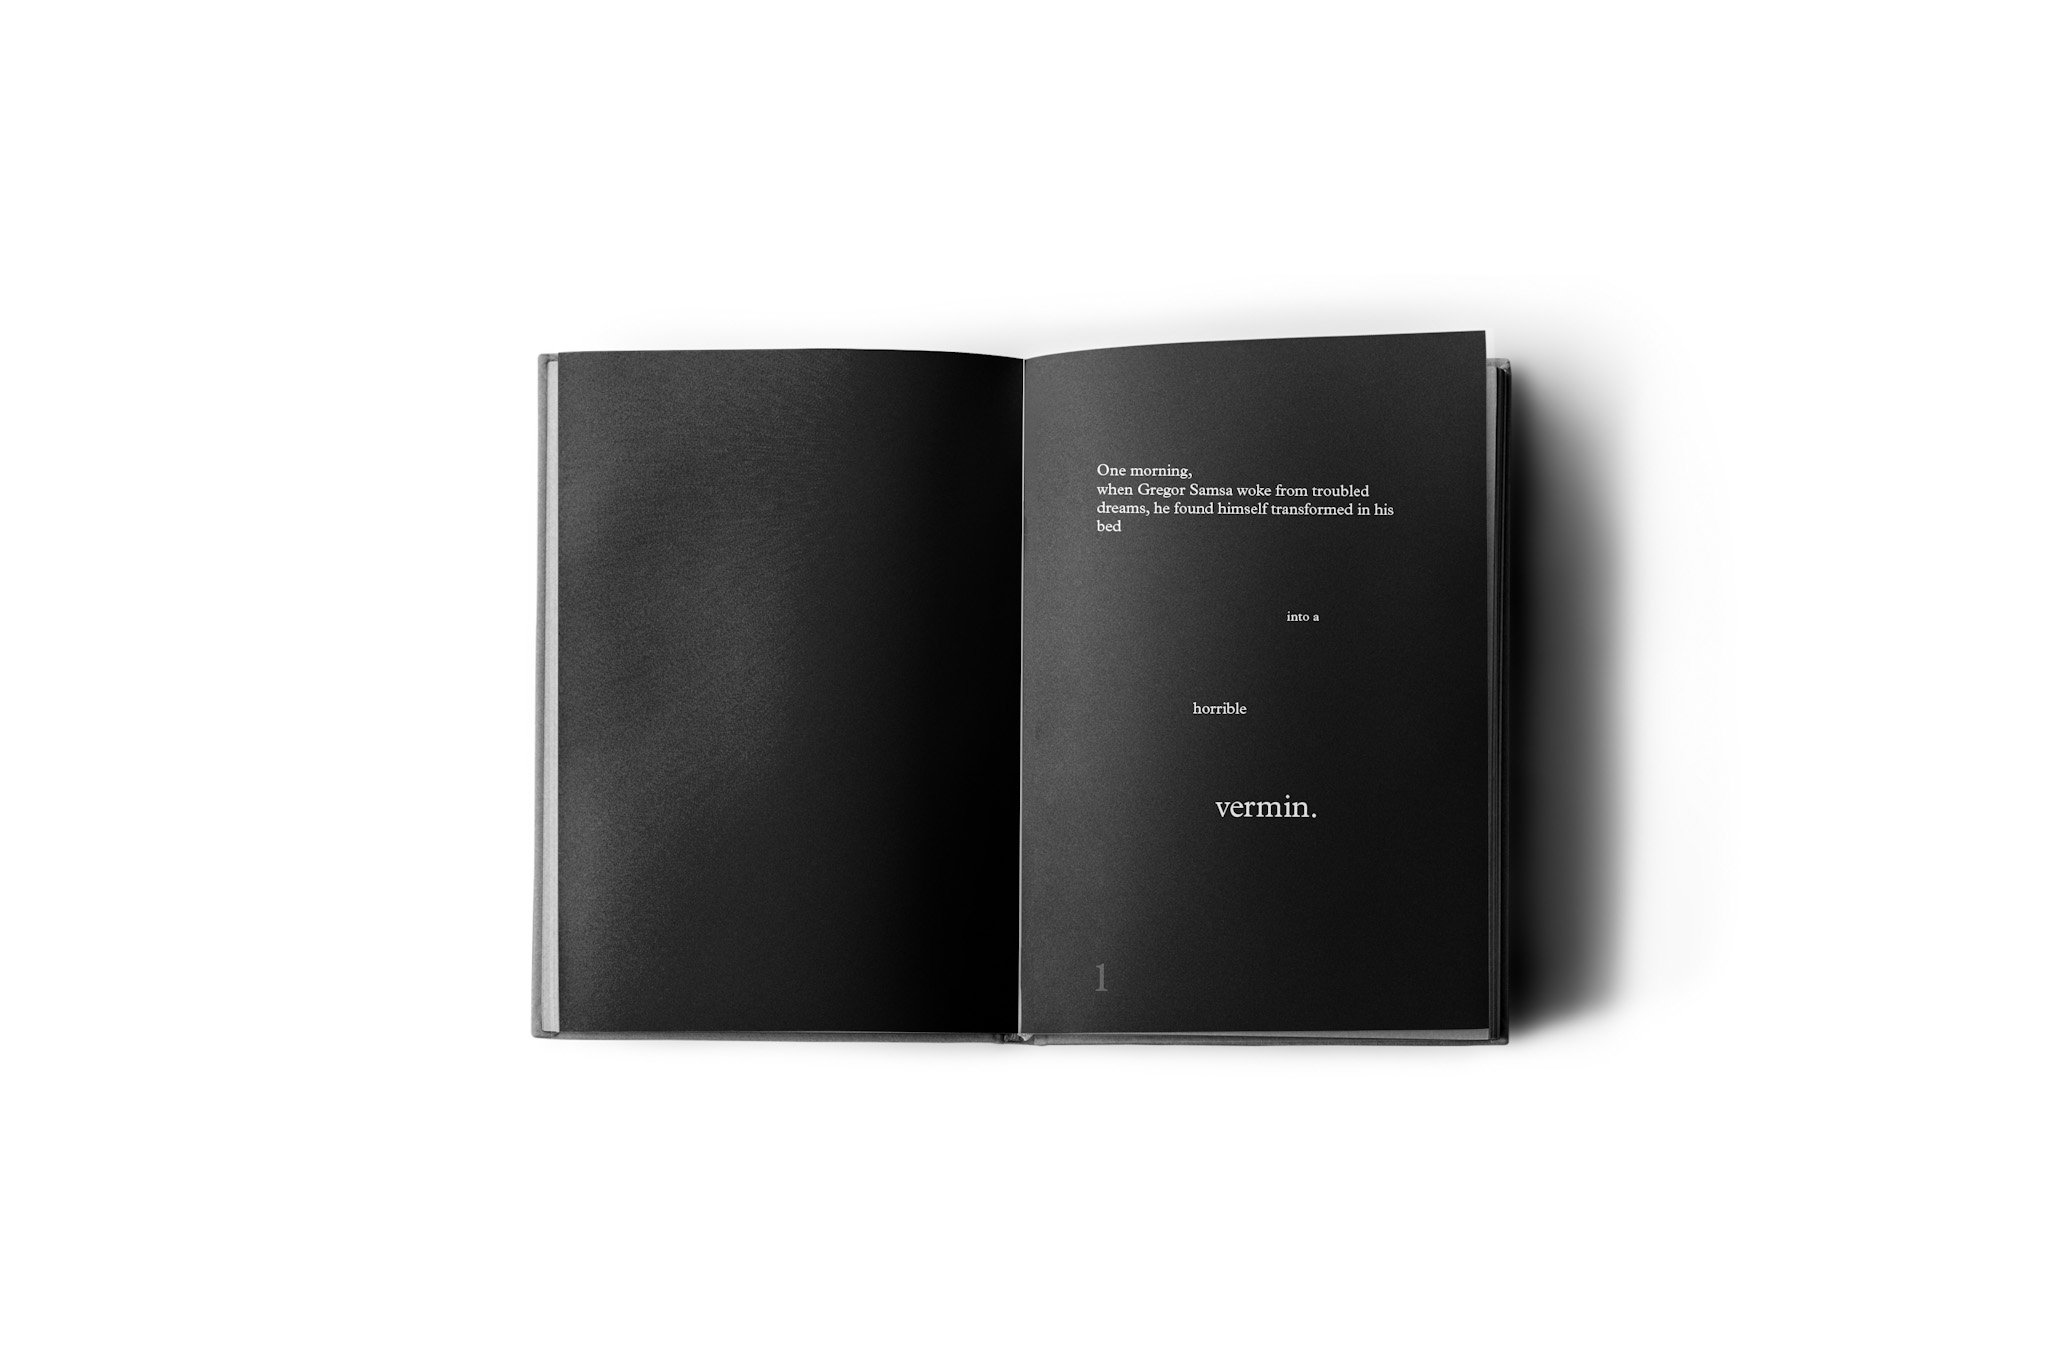 One morning,
when Gregor Samsa woke from troubled
dreams, he found himself transformed in his
bed
into a
horrible
vermin.
1